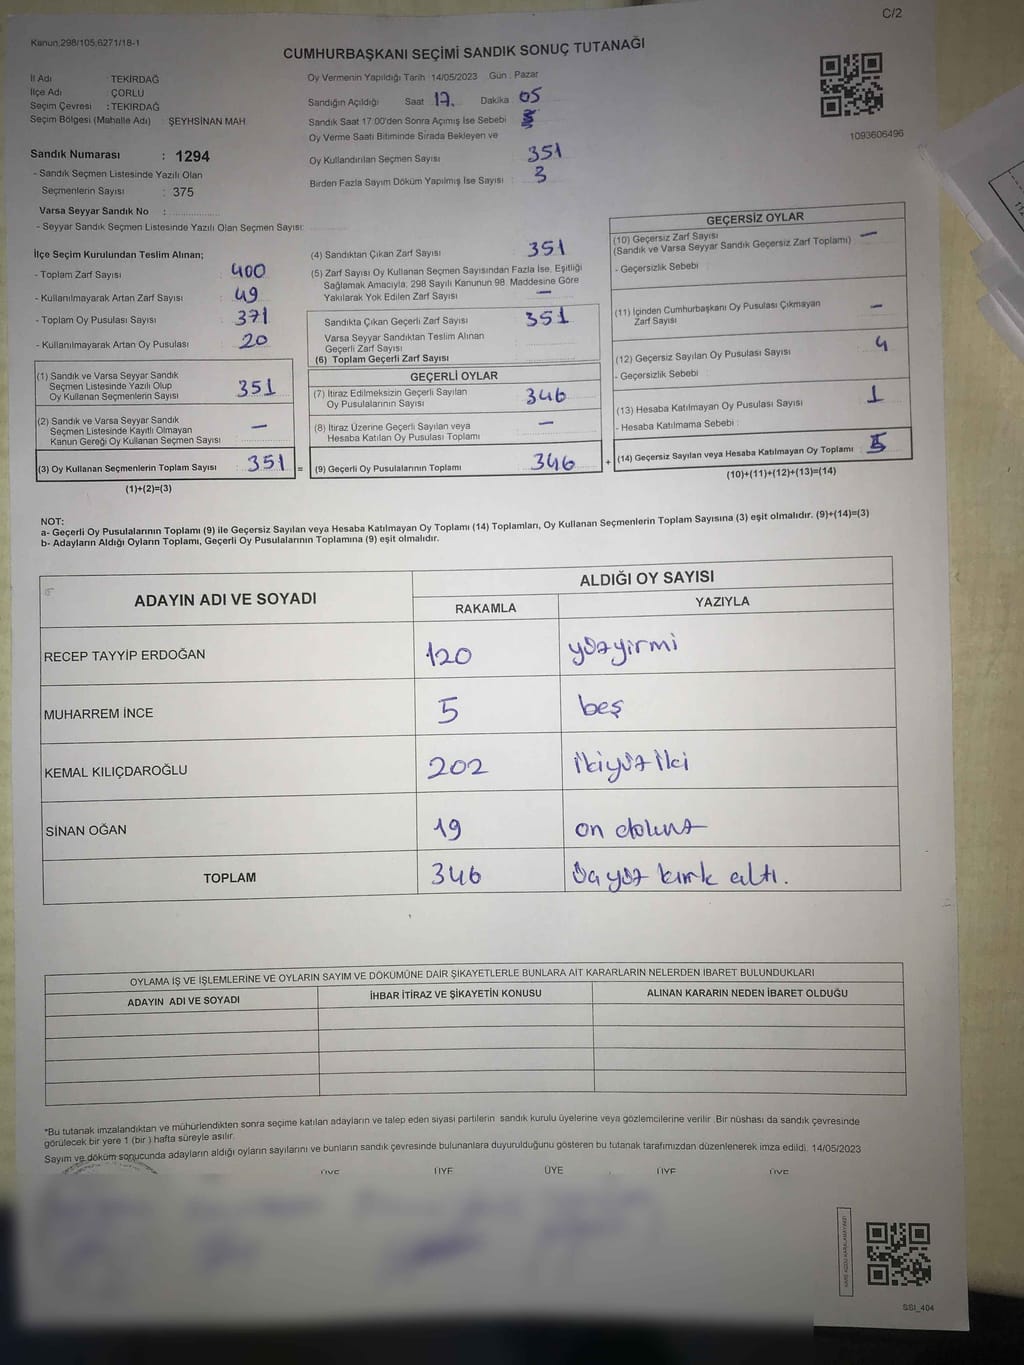 C/2
Kanun:298/105;6271/18-1
CUMHURBAŞKANI SEÇİMİ SANDIK SONUÇ TUTANAĞI
İl Adı : TEKİRDAĞ
İlçe Adı : ÇORLU
Seçim Çevresi : TEKİRDAĞ
Seçim Bölgesi (Mahalle Adı) : ŞEYHSİNAN MAH
Sandık Numarası : 1294
- Sandık Seçmen Listesinde Yazılı Olan
Seçmenlerin Sayısı : 375
Varsa Seyyar Sandık No :
- Seyyar Sandık Seçmen Listesinde Yazılı Olan Seçmen Sayısı:
Oy Vermenin Yapıldığı Tarih 14/05/2023 Gün : Pazar
Sandığın Açıldığı Saat 17. Dakika 05
Sandık Saat 17:00'den Sonra Açımış İse Sebebi
Oy Verme Saati Bitiminde Sırada Bekleyen ve
Oy Kullandırılan Seçmen Sayısı 351
Birden Fazla Sayım Döküm Yapılmış İse Sayısı : 3
1093606496
İlçe Seçim Kurulundan Teslim Alınan;
- Toplam Zarf Sayısı : 400
- Kullanılmayarak Artan Zarf Sayısı : 49
- Toplam Oy Pusulası Sayısı : 371
- Kullanılmayarak Artan Oy Pusulası : 20
(1) Sandık ve Varsa Seyyar Sandık
Seçmen Listesinde Yazılı Olup
Oy Kullanan Seçmenlerin Sayısı : 351
(2) Sandık ve Varsa Seyyar Sandık
Seçmen Listesinde Kayıtlı Olmayan
Kanun Gereği Oy Kullanan Seçmen Sayısı : —
(3) Oy Kullanan Seçmenlerin Toplam Sayısı : 351 =
(1)+(2)=(3)
(4) Sandıktan Çıkan Zarf Sayısı : 351
(5) Zarf Sayısı Oy Kullanan Seçmen Sayısından Fazla İse, Eşitliği
Sağlamak Amacıyla; 298 Sayılı Kanunun 98. Maddesine Göre
Yakılarak Yok Edilen Zarf Sayısı : —
Sandıkta Çıkan Geçerli Zarf Sayısı : 351
Varsa Seyyar Sandıktan Teslim Alınan
Geçerli Zarf Sayısı :
(6) Toplam Geçerli Zarf Sayısı :
GEÇERLİ OYLAR
(7) İtiraz Edilmeksizin Geçerli Sayılan
Oy Pusulalarının Sayısı : 346
(8) İtiraz Üzerine Geçerli Sayılan veya
Hesaba Katılan Oy Pusulası Toplamı : —
(9) Geçerli Oy Pusulalarının Toplamı : 346 +
GEÇERSİZ OYLAR
(10) Geçersiz Zarf Sayısı : —
(Sandık ve Varsa Seyyar Sandık Geçersiz Zarf Toplamı)
- Geçersizlik Sebebi :
(11) İçinden Cumhurbaşkanı Oy Pusulası Çıkmayan
Zarf Sayısı : —
(12) Geçersiz Sayılan Oy Pusulası Sayısı : 4
- Geçersizlik Sebebi :
(13) Hesaba Katılmayan Oy Pusulası Sayısı : 1
- Hesaba Katılmama Sebebi :
(14) Geçersiz Sayılan veya Hesaba Katılmayan Oy Toplamı : 5
(10)+(11)+(12)+(13)=(14)
NOT:
a- Geçerli Oy Pusulalarının Toplamı (9) ile Geçersiz Sayılan veya Hesaba Katılmayan Oy Toplamı (14) Toplamları, Oy Kullanan Seçmenlerin Toplam Sayısına (3) eşit olmalıdır. (9)+(14)=(3)
b- Adayların Aldığı Oyların Toplamı, Geçerli Oy Pusulalarının Toplamına (9) eşit olmalıdır.
ADAYIN ADI VE SOYADI
ALDIĞI OY SAYISI
RAKAMLA YAZIYLA
RECEP TAYYİP ERDOĞAN 120 yüzyirmi
MUHARREM İNCE 5 beş
KEMAL KILIÇDAROĞLU 202 ikiyüziki
SİNAN OĞAN 19 on dokuz
TOPLAM 346 üçyüz kırk altı.
OYLAMA İŞ VE İŞLEMLERİNE VE OYLARIN SAYIM VE DÖKÜMÜNE DAİR ŞİKAYETLERLE BUNLARA AİT KARARLARIN NELERDEN İBARET BULUNDUKLARI
ADAYIN ADI VE SOYADI İHBAR İTİRAZ VE ŞİKAYETİN KONUSU ALINAN KARARIN NEDEN İBARET OLDUĞU
*Bu tutanak imzalandıktan ve mühürlendikten sonra seçime katılan adayların ve talep eden siyasi partilerin sandık kurulu üyelerine veya gözlemcilerine verilir. Bir nüshası da sandık çevresinde
görülecek bir yere 1 (bir ) hafta süreyle asılır.
Sayım ve döküm sonucunda adayların aldığı oyların sayılarını ve bunların sandık çevresinde bulunanlara duyurulduğunu gösteren bu tutanak tarafımızdan düzenlenerek imza edildi. 14/05/2023
ÜYE ÜYE ÜYE ÜYE ÜYE
SSI_404